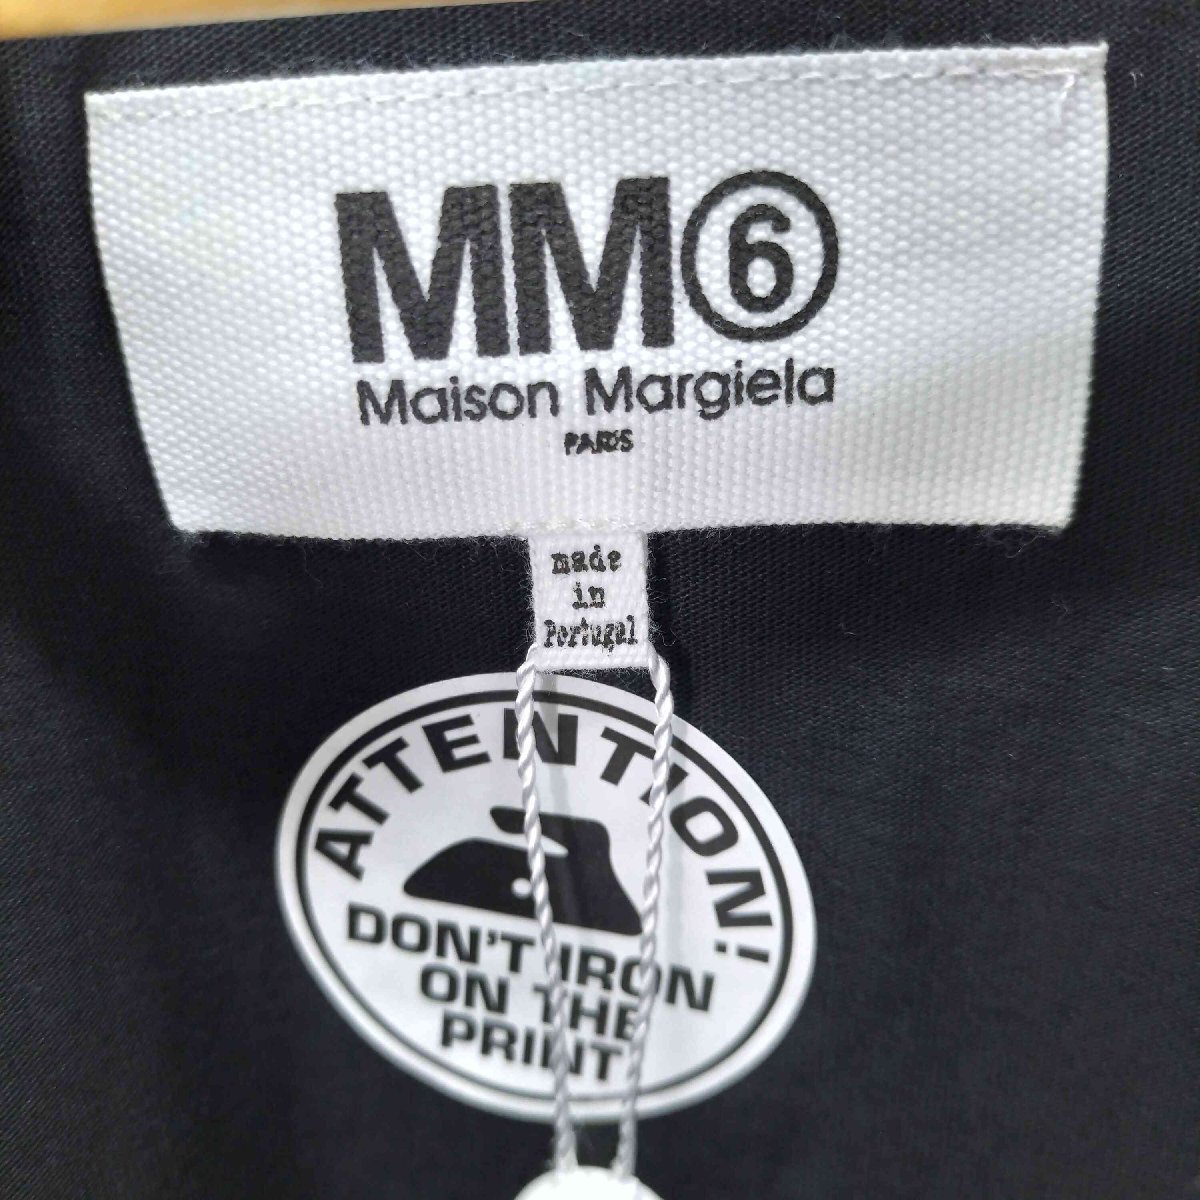 MM⑥
Maison Margiela
PARIS
made
in
Portugal
ATTENTION!
DON'T IRON
ON THE
PRINT